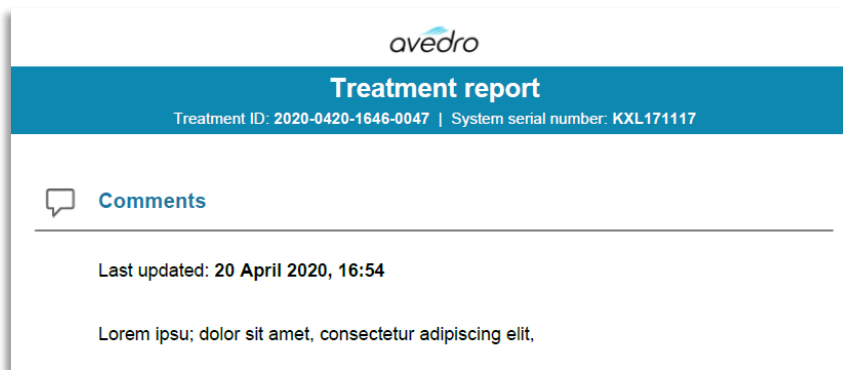 avedro
Treatment report
Treatment ID: 2020-0420-1646-0047 | System serial number: KXL171117
Comments
Last updated: 20 April 2020, 16:54
Lorem ipsu; dolor sit amet, consectetur adipiscing elit,